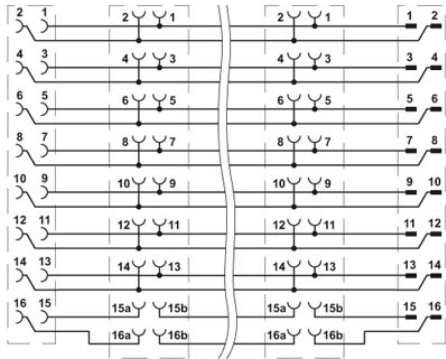 2 1 2 1 2 1 1 2
4 3 4 3 4 3 3 4
6 5 6 5 6 5 5 6
8 7 8 7 8 7 7 8
10 9 10 9 10 9 9 10
12 11 12 11 12 11 11 12
14 13 14 13 14 13 13 14
16 15 15a 15b 15a 15b 15 16
16a 16b 16a 16b